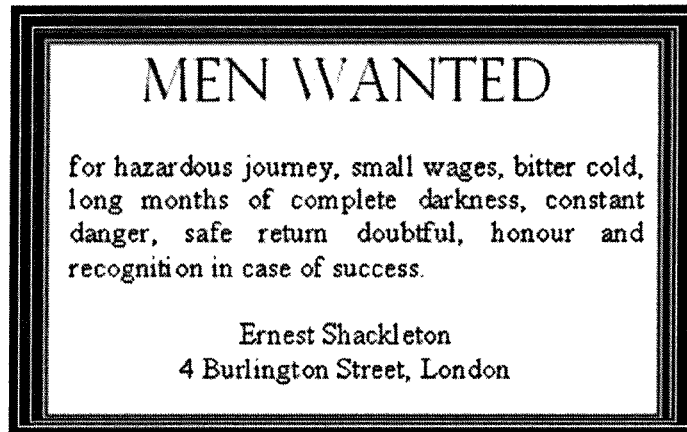 MEN WANTED
for hazardous journey, small wages, bitter cold,
long months of complete darkness, constant
danger, safe return doubtful, honour and
recognition in case of success.
Ernest Shackleton
4 Burlington Street, London